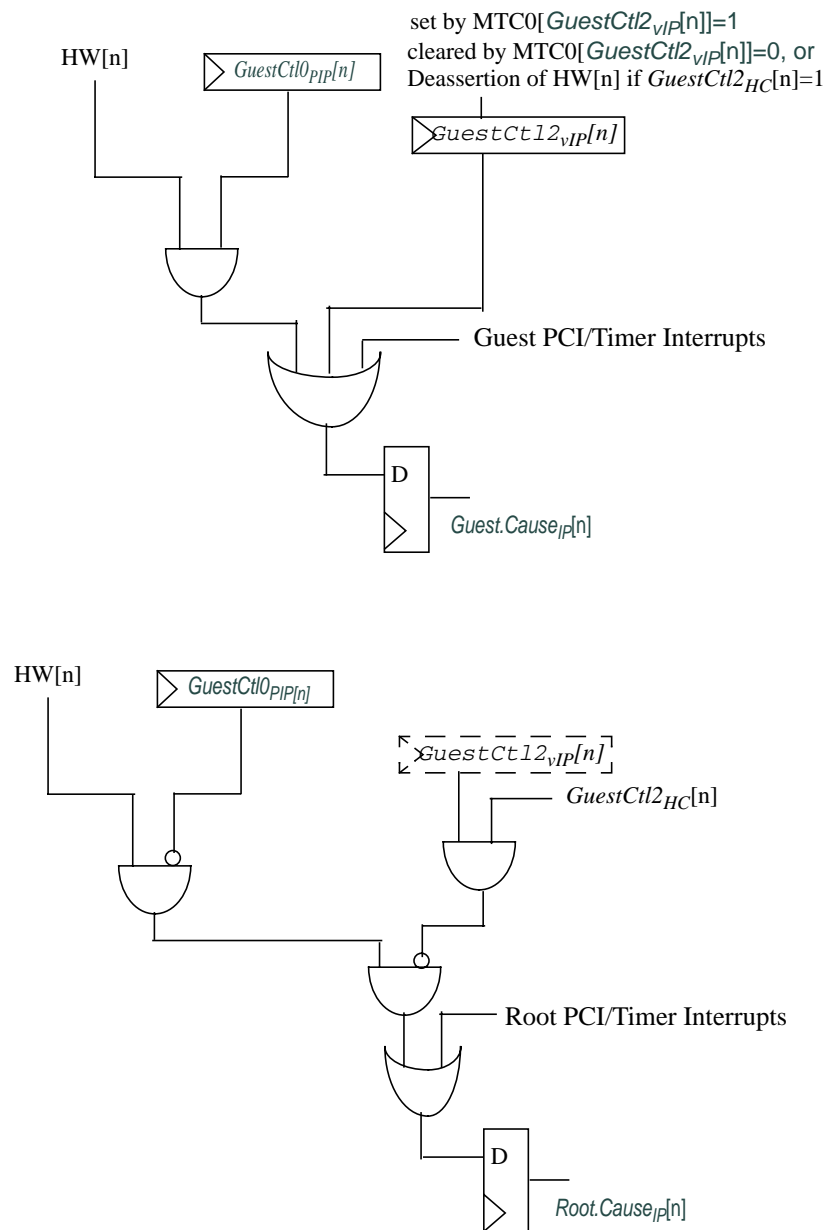 set by MTC0[GuestCtl2vIP[n]]=1
cleared by MTC0[GuestCtl2vIP[n]]=0, or
Deassertion of HW[n] if GuestCtl2HC[n]=1
HW[n]
GuestCtl0PIP[n]
GuestCtl2vIP[n]
Guest PCI/Timer Interrupts
D
Guest.CauseIP[n]
HW[n]
GuestCtl0PIP[n]
GuestCtl2vIP[n]
GuestCtl2HC[n]
Root PCI/Timer Interrupts
D
Root.CauseIP[n]